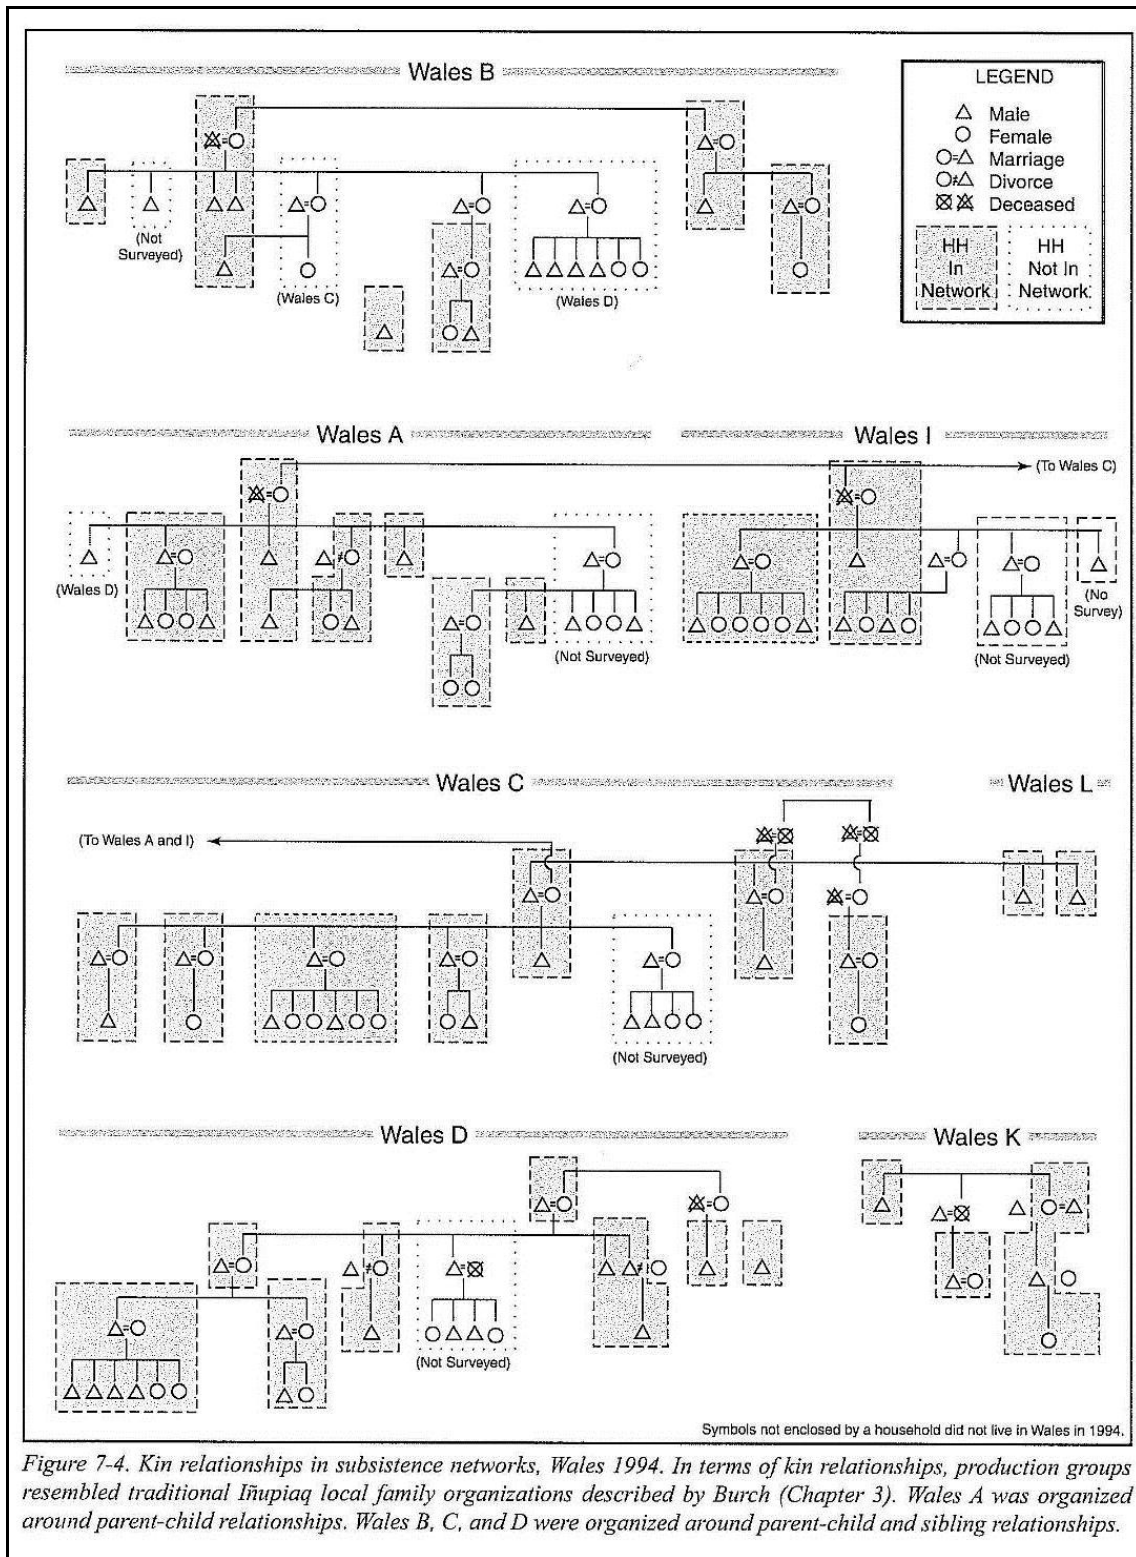 Wales B
LEGEND
Male
Female
Marriage
Divorce
Deceased
HH
In
Network
HH
Not In
Network
(Not
Surveyed)
(Wales C)
(Wales D)
Wales A
Wales I
(To Wales C)
(Wales D)
(Not Surveyed)
(Not Surveyed)
(No
Survey)
Wales C
Wales L
(To Wales A and I)
(Not Surveyed)
Wales D
Wales K
(Not Surveyed)
Symbols not enclosed by a household did not live in Wales in 1994.
Figure 7-4. Kin relationships in subsistence networks, Wales 1994. In terms of kin relationships, production groups
resembled traditional Iñupiaq local family organizations described by Burch (Chapter 3). Wales A was organized
around parent-child relationships. Wales B, C, and D were organized around parent-child and sibling relationships.